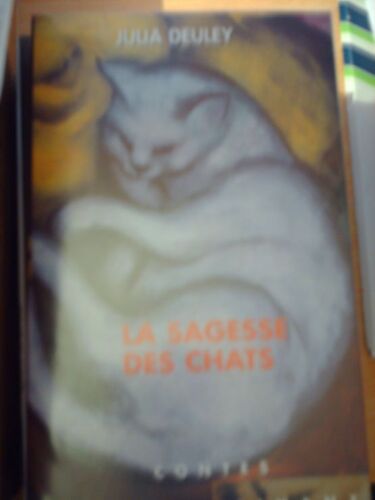 JULIA DEULEY
LA SAGESSE
DES CHATS
CONTES